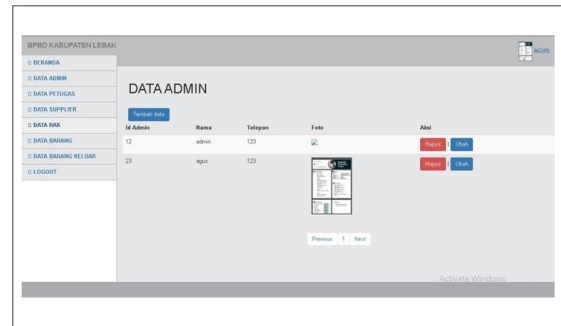 BPBD KABUPATEN LEBAK
AGUS
BERANDA
DATA ADMIN
DATA PETUGAS
DATA SUPPLIER
DATA RAK
DATA BARANG
DATA BARANG KELUAR
LOGOUT
DATA ADMIN
Tambah data
Id Admin Nama Telepon Foto Aksi
12 admin 123 Hapus | Ubah
23 agus 123 Hapus | Ubah
Previous 1 Next
Activate Windows